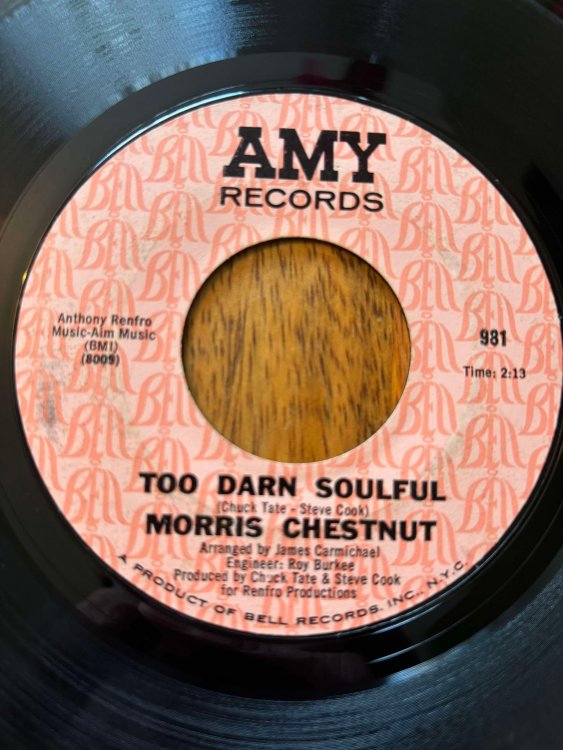 AMY
RECORDS
Anthony Renfro
Music-Aim Music
(BMI)
(8005)
981
Time: 2:13
TOO DARN SOULFUL
(Chuck Tate - Steve Cook)
MORRIS CHESTNUT
Arranged by James Carmichael
Engineer: Roy Burkee
Produced by Chuck Tate & Steve Cook
for Renfro Productions
A PRODUCT OF BELL RECORDS, INC., N.Y.C.
BELL